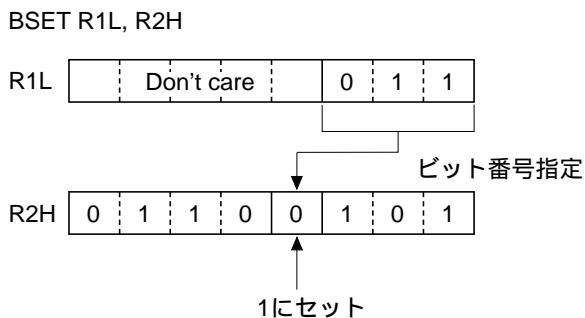 BSET R1L, R2H
R1L Don't care 0 1 1
ビット番号指定
R2H 0 1 1 0 0 1 0 1
1にセット